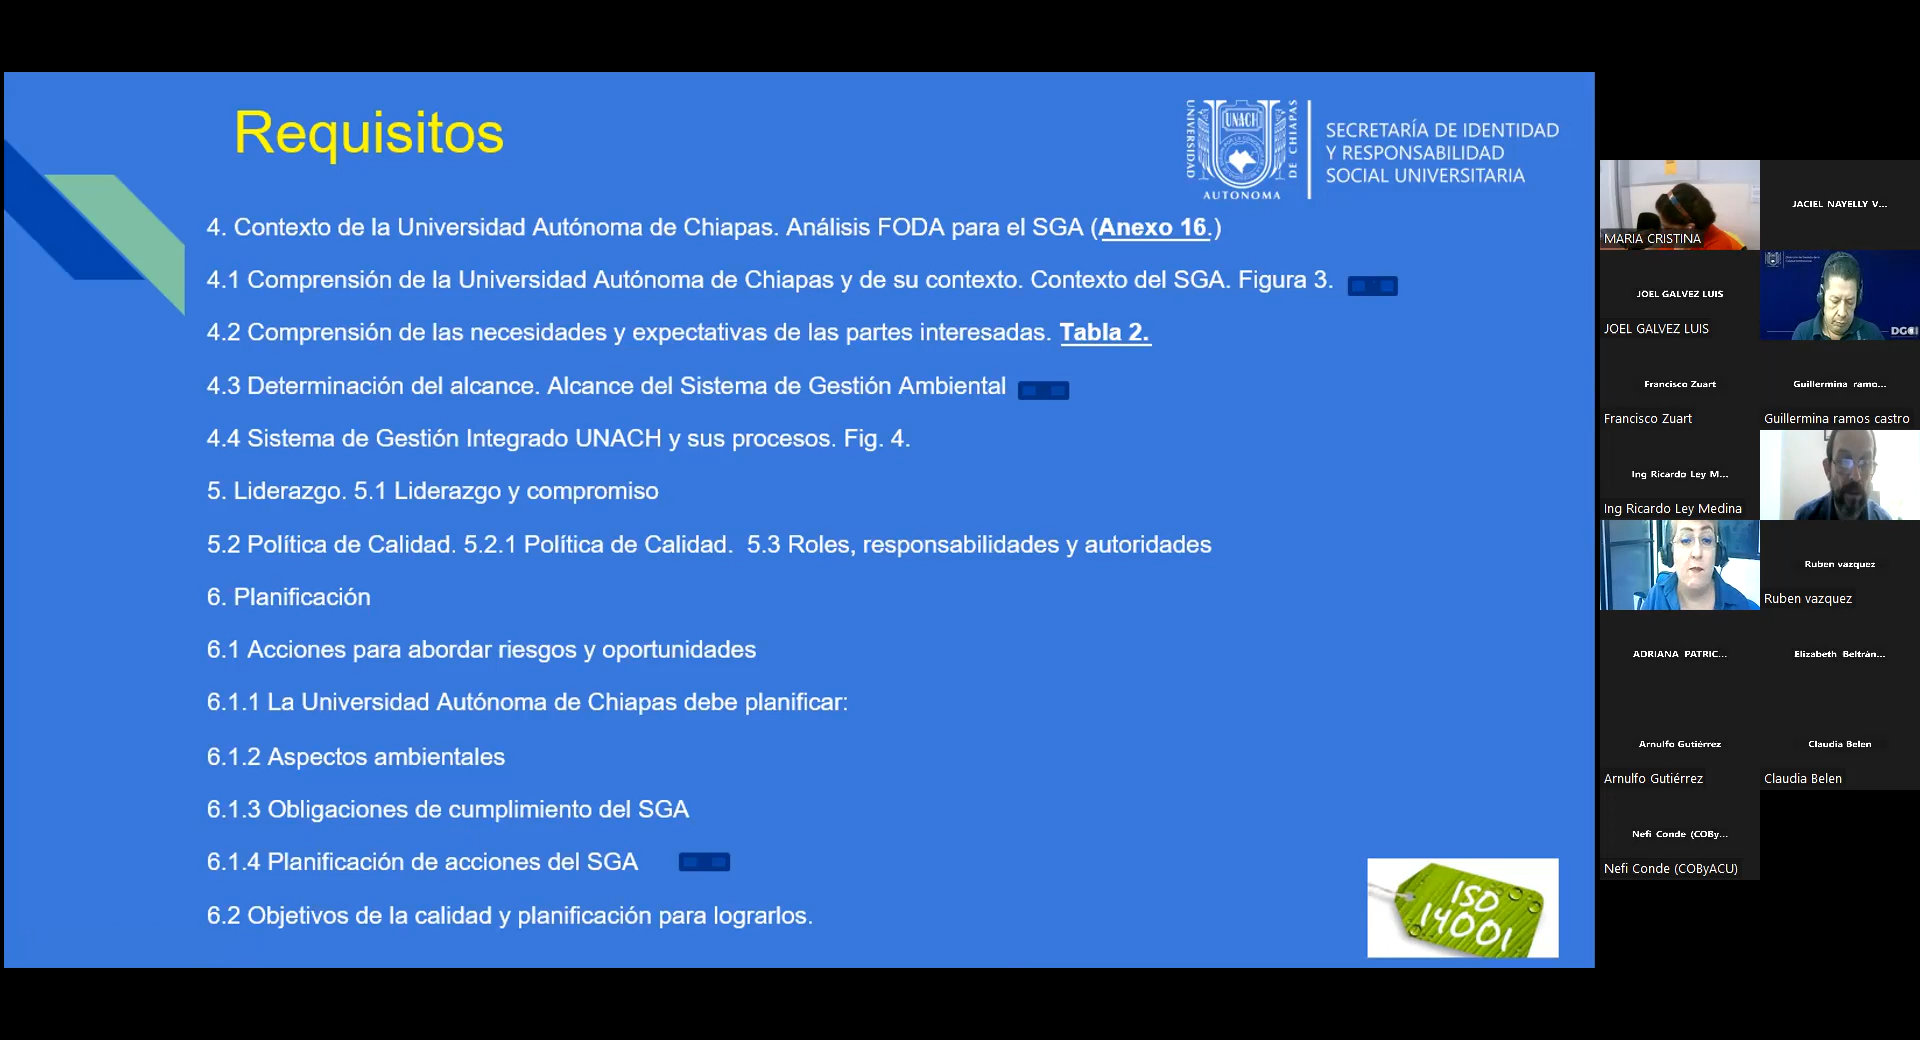 Requisitos
UNIVERSIDAD
UNACH
DE CHIAPAS
AUTONOMA
SECRETARÍA DE IDENTIDAD
Y RESPONSABILIDAD
SOCIAL UNIVERSITARIA
4. Contexto de la Universidad Autónoma de Chiapas. Análisis FODA para el SGA (Anexo 16.)
4.1 Comprensión de la Universidad Autónoma de Chiapas y de su contexto. Contexto del SGA. Figura 3.
4.2 Comprensión de las necesidades y expectativas de las partes interesadas. Tabla 2.
4.3 Determinación del alcance. Alcance del Sistema de Gestión Ambiental
4.4 Sistema de Gestión Integrado UNACH y sus procesos. Fig. 4.
5. Liderazgo. 5.1 Liderazgo y compromiso
5.2 Política de Calidad. 5.2.1 Política de Calidad.  5.3 Roles, responsabilidades y autoridades
6. Planificación
6.1 Acciones para abordar riesgos y oportunidades
6.1.1 La Universidad Autónoma de Chiapas debe planificar:
6.1.2 Aspectos ambientales
6.1.3 Obligaciones de cumplimiento del SGA
6.1.4 Planificación de acciones del SGA
6.2 Objetivos de la calidad y planificación para lograrlos.
ISO
14001
MARIA CRISTINA
JACIEL NAYELLY V...
JOEL GALVEZ LUIS
JOEL GALVEZ LUIS
DGCI
Francisco Zuart
Francisco Zuart
Guillermina ramo...
Guillermina ramos castro
Ing Ricardo Ley M...
Ing Ricardo Ley Medina
Ruben vazquez
Ruben vazquez
ADRIANA PATRIC...
Elizabeth Beltrán...
Arnulfo Gutiérrez
Arnulfo Gutiérrez
Claudia Belen
Claudia Belen
Nefi Conde (COBy...
Nefi Conde (COByACU)